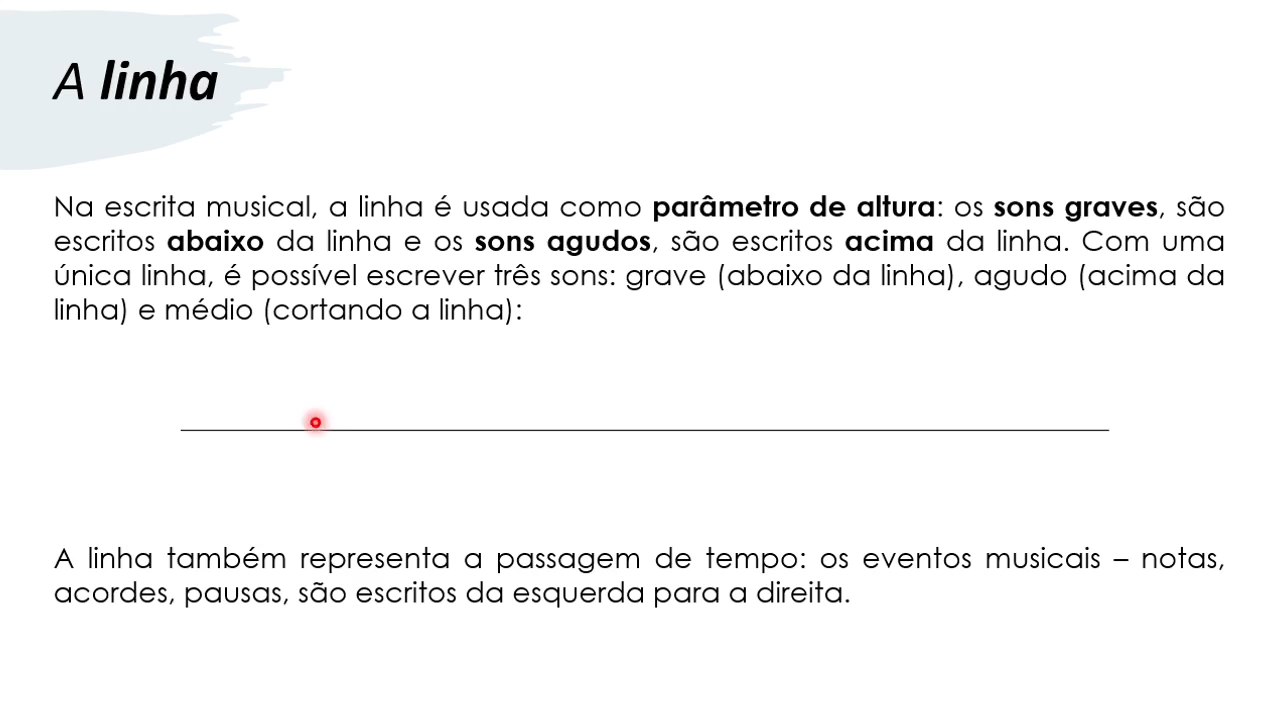 A linha
Na escrita musical, a linha é usada como parâmetro de altura: os sons graves, são
escritos abaixo da linha e os sons agudos, são escritos acima da linha. Com uma
única linha, é possível escrever três sons: grave (abaixo da linha), agudo (acima da
linha) e médio (cortando a linha):
A linha também representa a passagem de tempo: os eventos musicais – notas,
acordes, pausas, são escritos da esquerda para a direita.